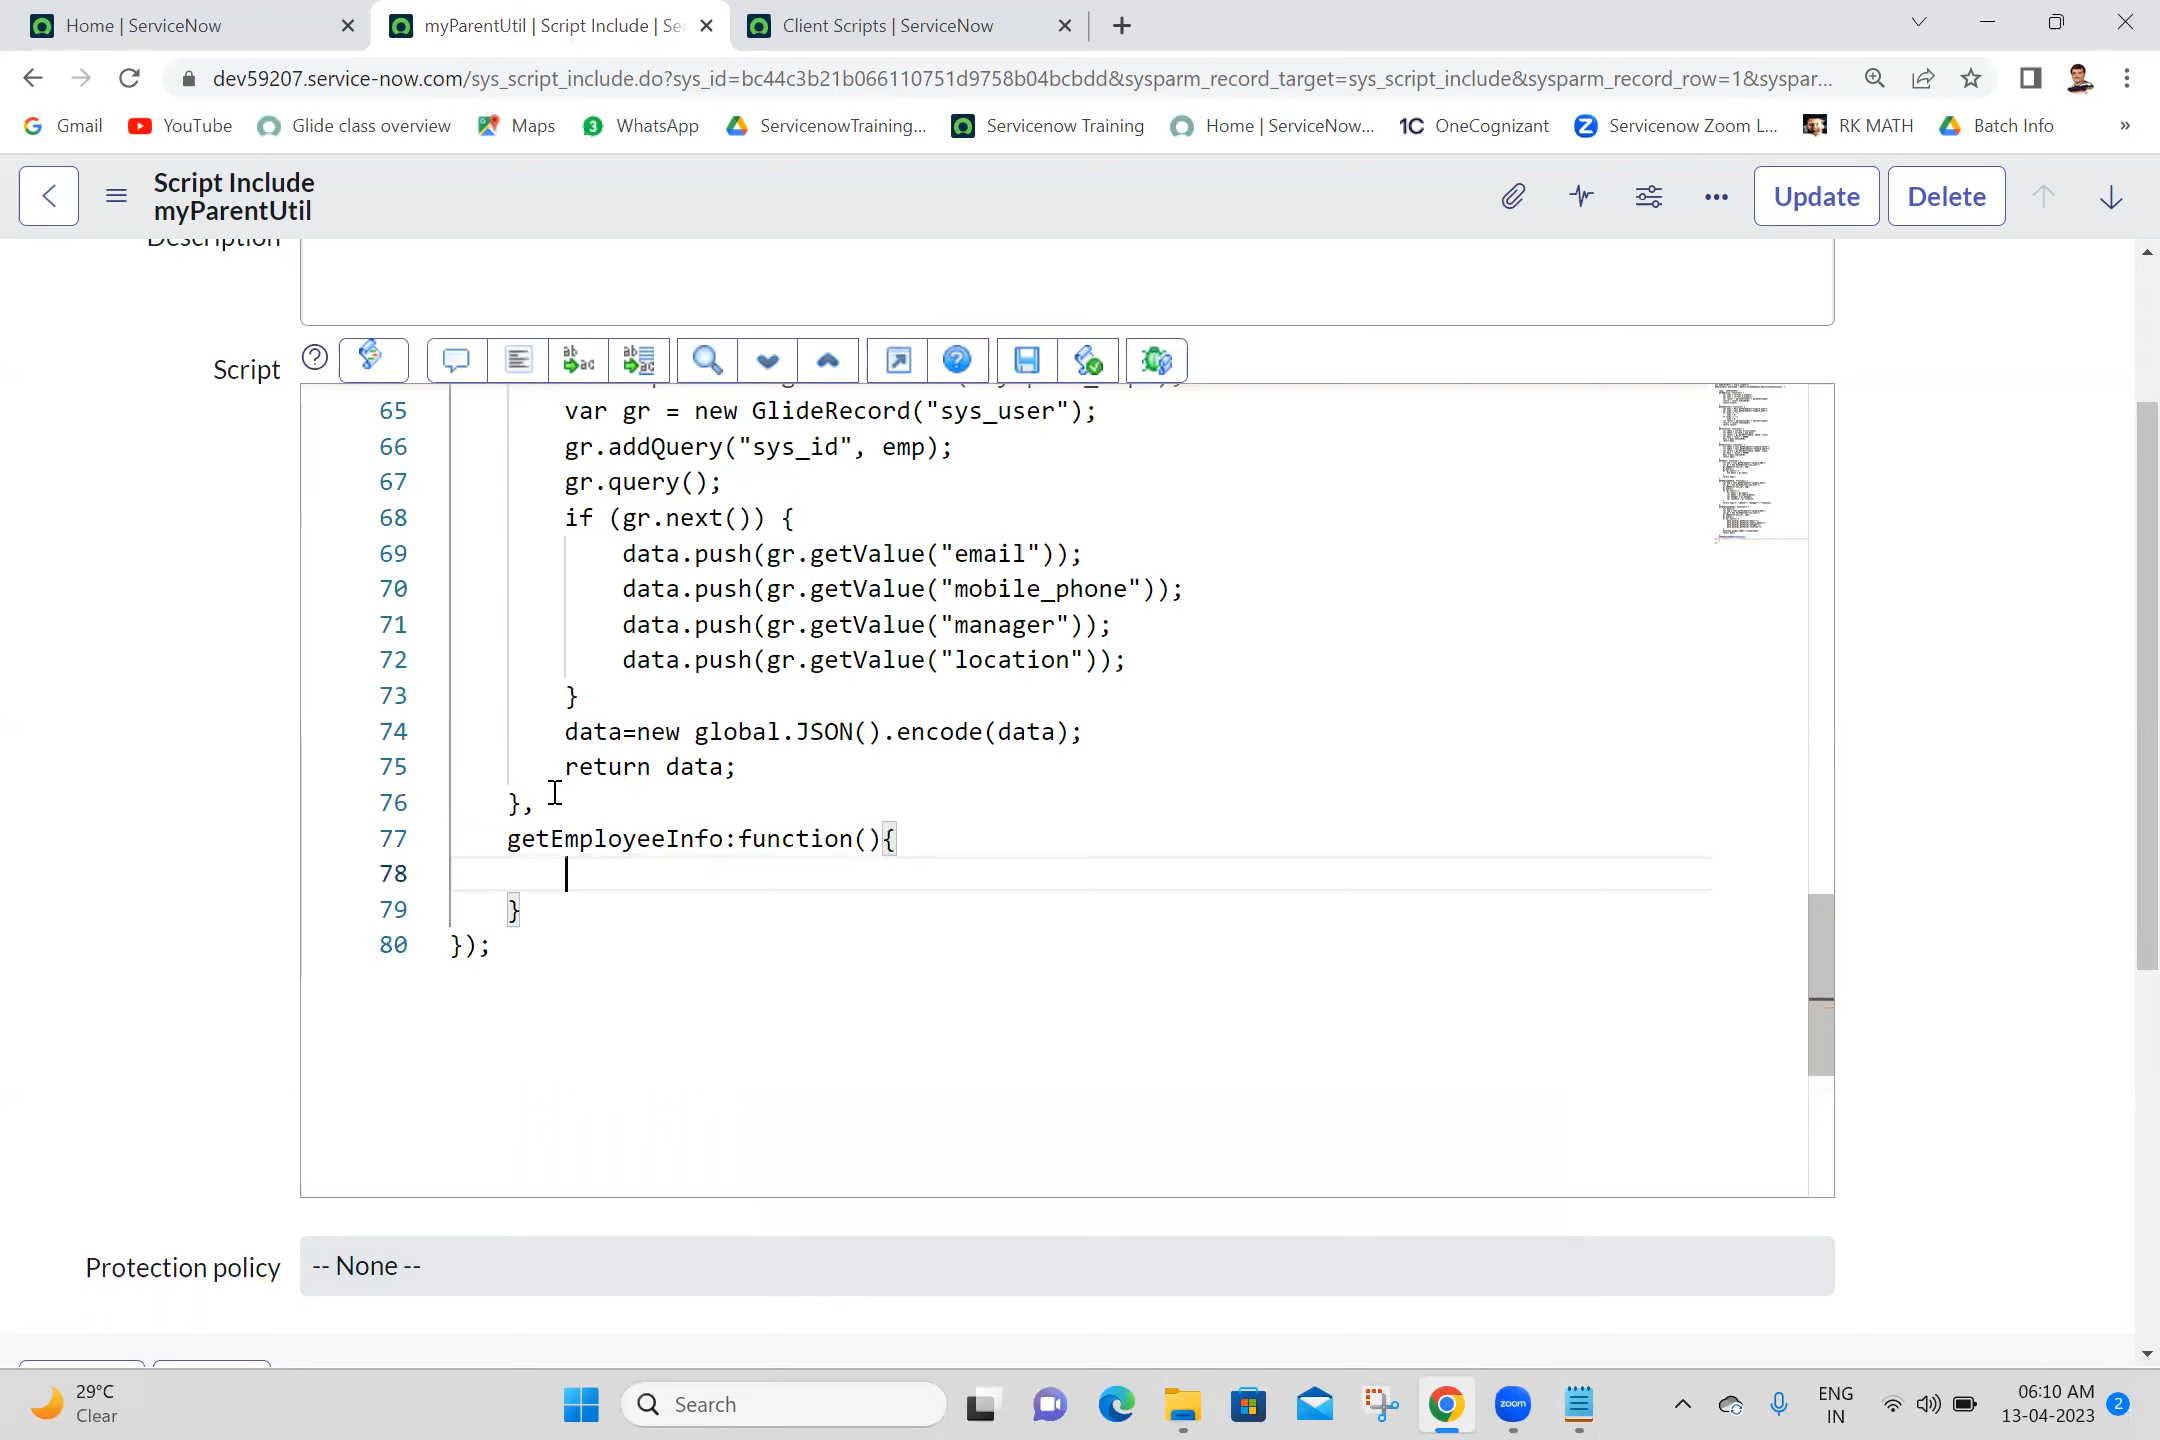 Home | ServiceNow
myParentUtil | Script Include | Se
Client Scripts | ServiceNow
dev59207.service-now.com/sys_script_include.do?sys_id=bc44c3b21b066110751d9758b04bcbdd&sysparm_record_target=sys_script_include&sysparm_record_row=1&syspar...
Gmail
YouTube
Glide class overview
Maps
3
WhatsApp
ServicenowTraining...
Servicenow Training
Home | ServiceNow...
1C OneCognizant
Z
Servicenow Zoom L...
RK MATH
Batch Info
»
Script Include
myParentUtil
Update
Delete
Description
Script
65 var gr = new GlideRecord("sys_user");
66 gr.addQuery("sys_id", emp);
67 gr.query();
68 if (gr.next()) {
69 data.push(gr.getValue("email"));
70 data.push(gr.getValue("mobile_phone"));
71 data.push(gr.getValue("manager"));
72 data.push(gr.getValue("location"));
73 }
74 data=new global.JSON().encode(data);
75 return data;
76 },
77 getEmployeeInfo:function(){
78
79 }
80 });
Protection policy
-- None --
29°C
Clear
Search
zoom
ENG
IN
06:10 AM
13-04-2023
2